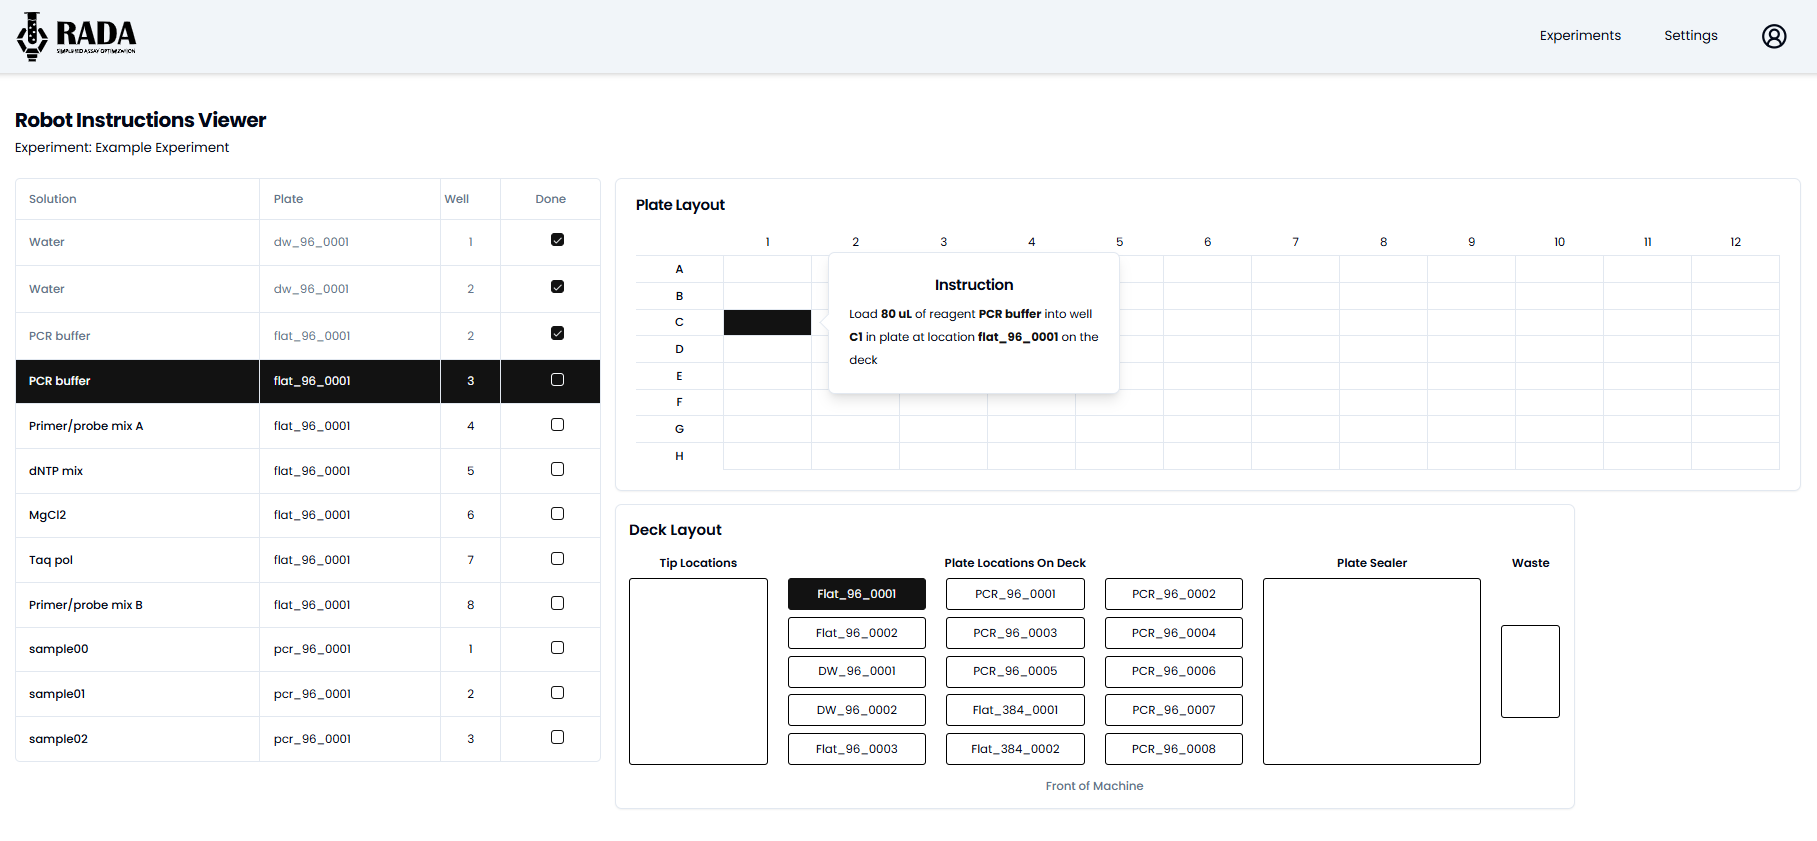 RADA
SIMPLIFIED ASSAY OPTIMIZATION
Experiments
Settings
Robot Instructions Viewer
Experiment: Example Experiment
Solution Plate Well Done
Water dw_96_0001 1
Water dw_96_0001 2
PCR buffer flat_96_0001 2
PCR buffer flat_96_0001 3
Primer/probe mix A flat_96_0001 4
dNTP mix flat_96_0001 5
MgCl2 flat_96_0001 6
Taq pol flat_96_0001 7
Primer/probe mix B flat_96_0001 8
sample00 pcr_96_0001 1
sample01 pcr_96_0001 2
sample02 pcr_96_0001 3
Plate Layout
1 2 3 4 5 6 7 8 9 10 11 12
A
B
C
D
E
F
G
H
Instruction
Load 80 uL of reagent PCR buffer into well
C1 in plate at location flat_96_0001 on the
deck
Deck Layout
Tip Locations Plate Locations On Deck Plate Sealer Waste
Flat_96_0001 PCR_96_0001 PCR_96_0002
Flat_96_0002 PCR_96_0003 PCR_96_0004
DW_96_0001 PCR_96_0005 PCR_96_0006
DW_96_0002 Flat_384_0001 PCR_96_0007
Flat_96_0003 Flat_384_0002 PCR_96_0008
Front of Machine